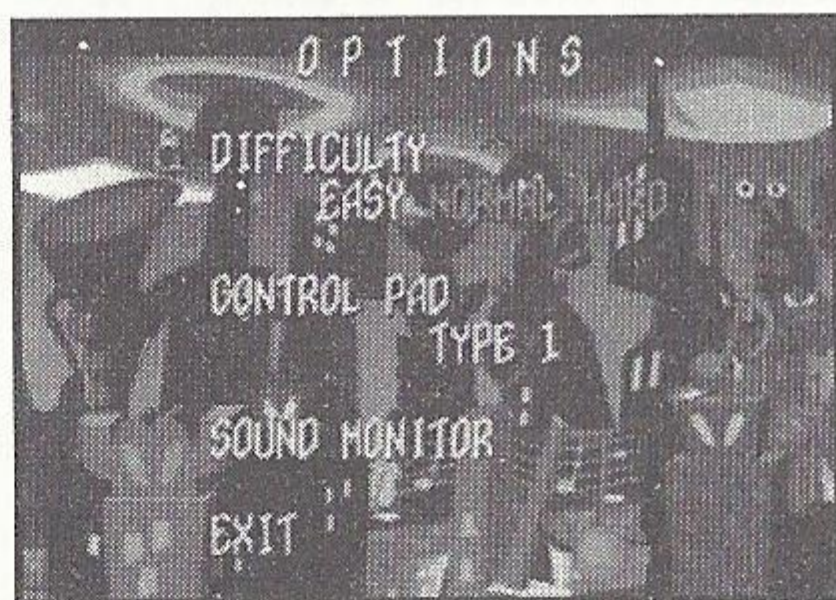 OPTIONS
DIFFICULTY
EASY NORMAL HARD
CONTROL PAD
TYPE 1
SOUND MONITOR
EXIT